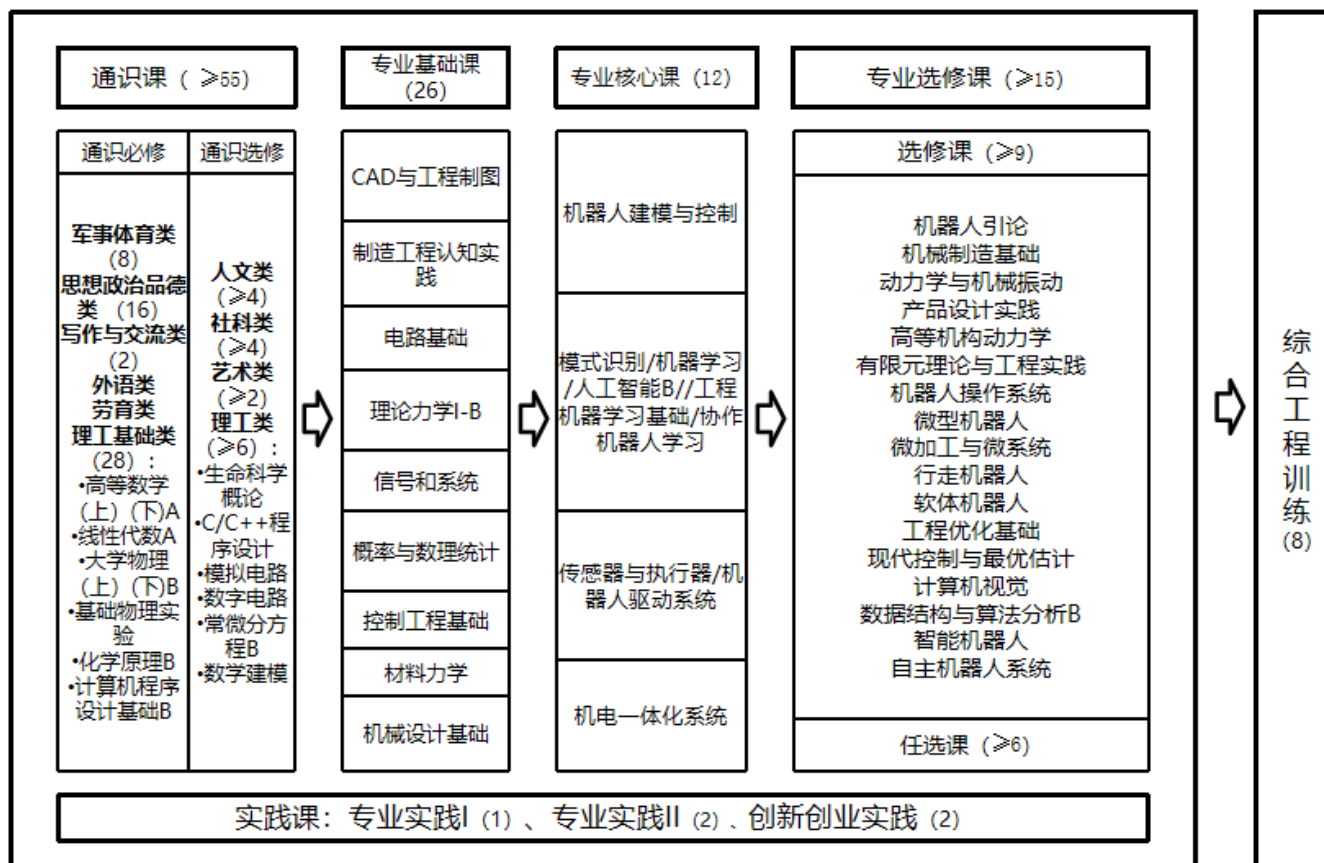 通识课（ ≥55）
专业基础课
(26)
专业核心课 (12)
专业选修课 (≥15)
通识必修
军事体育类
(8)
思想政治品德
类 (16)
写作与交流类
(2)
外语类
劳育类
理工基础类
(28) :
•高等数学
(上) (下)A
•线性代数A
•大学物理
(上) (下)B
•基础物理实
验
•化学原理B
•计算机程序
设计基础B
通识选修
人文类
(≥4)
社科类
(≥4)
艺术类
(≥2)
理工类
(≥6) :
•生命科学
概论
•C/C++程
序设计
•模拟电路
•数字电路
•常微分方
程B
•数学建模
CAD与工程制图
制造工程认知实
践
电路基础
理论力学I-B
信号和系统
概率与数理统计
控制工程基础
材料力学
机械设计基础
机器人建模与控制
模式识别/机器学习
/人工智能B//工程
机器学习基础/协作
机器人学习
传感器与执行器/机
器人驱动系统
机电一体化系统
选修课 (≥9)
机器人引论
机械制造基础
动力学与机械振动
产品设计实践
高等机构动力学
有限元理论与工程实践
机器人操作系统
微型机器人
微加工与微系统
行走机器人
软体机器人
工程优化基础
现代控制与最优估计
计算机视觉
数据结构与算法分析B
智能机器人
自主机器人系统
任选课 (≥6)
实践课：专业实践I (1) 、专业实践II (2) 、创新创业实践 (2)
综
合
工
程
训
练
(8)